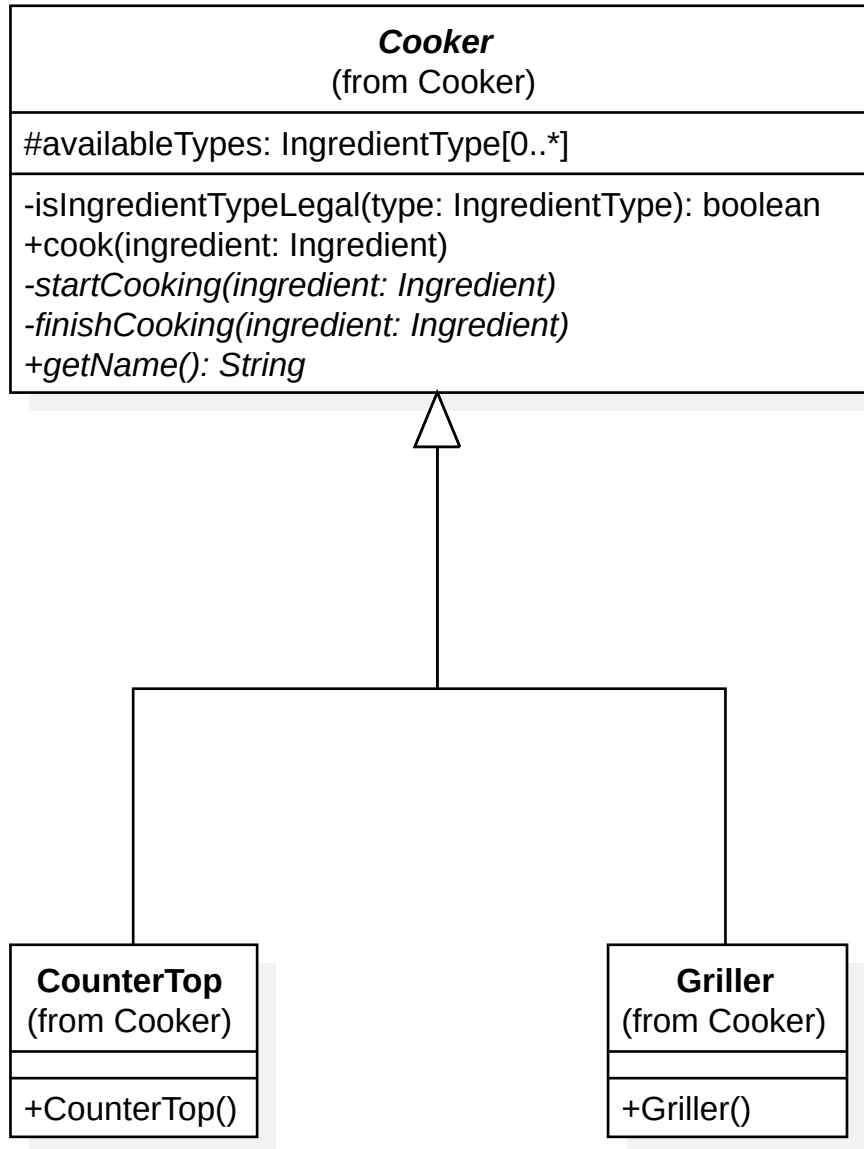 Cooker
(from Cooker)
#availableTypes: IngredientType[0..*]
-isIngredientTypeLegal(type: IngredientType): boolean
+cook(ingredient: Ingredient)
-startCooking(ingredient: Ingredient)
-finishCooking(ingredient: Ingredient)
+getName(): String
CounterTop
(from Cooker)
+CounterTop()
Griller
(from Cooker)
+Griller()